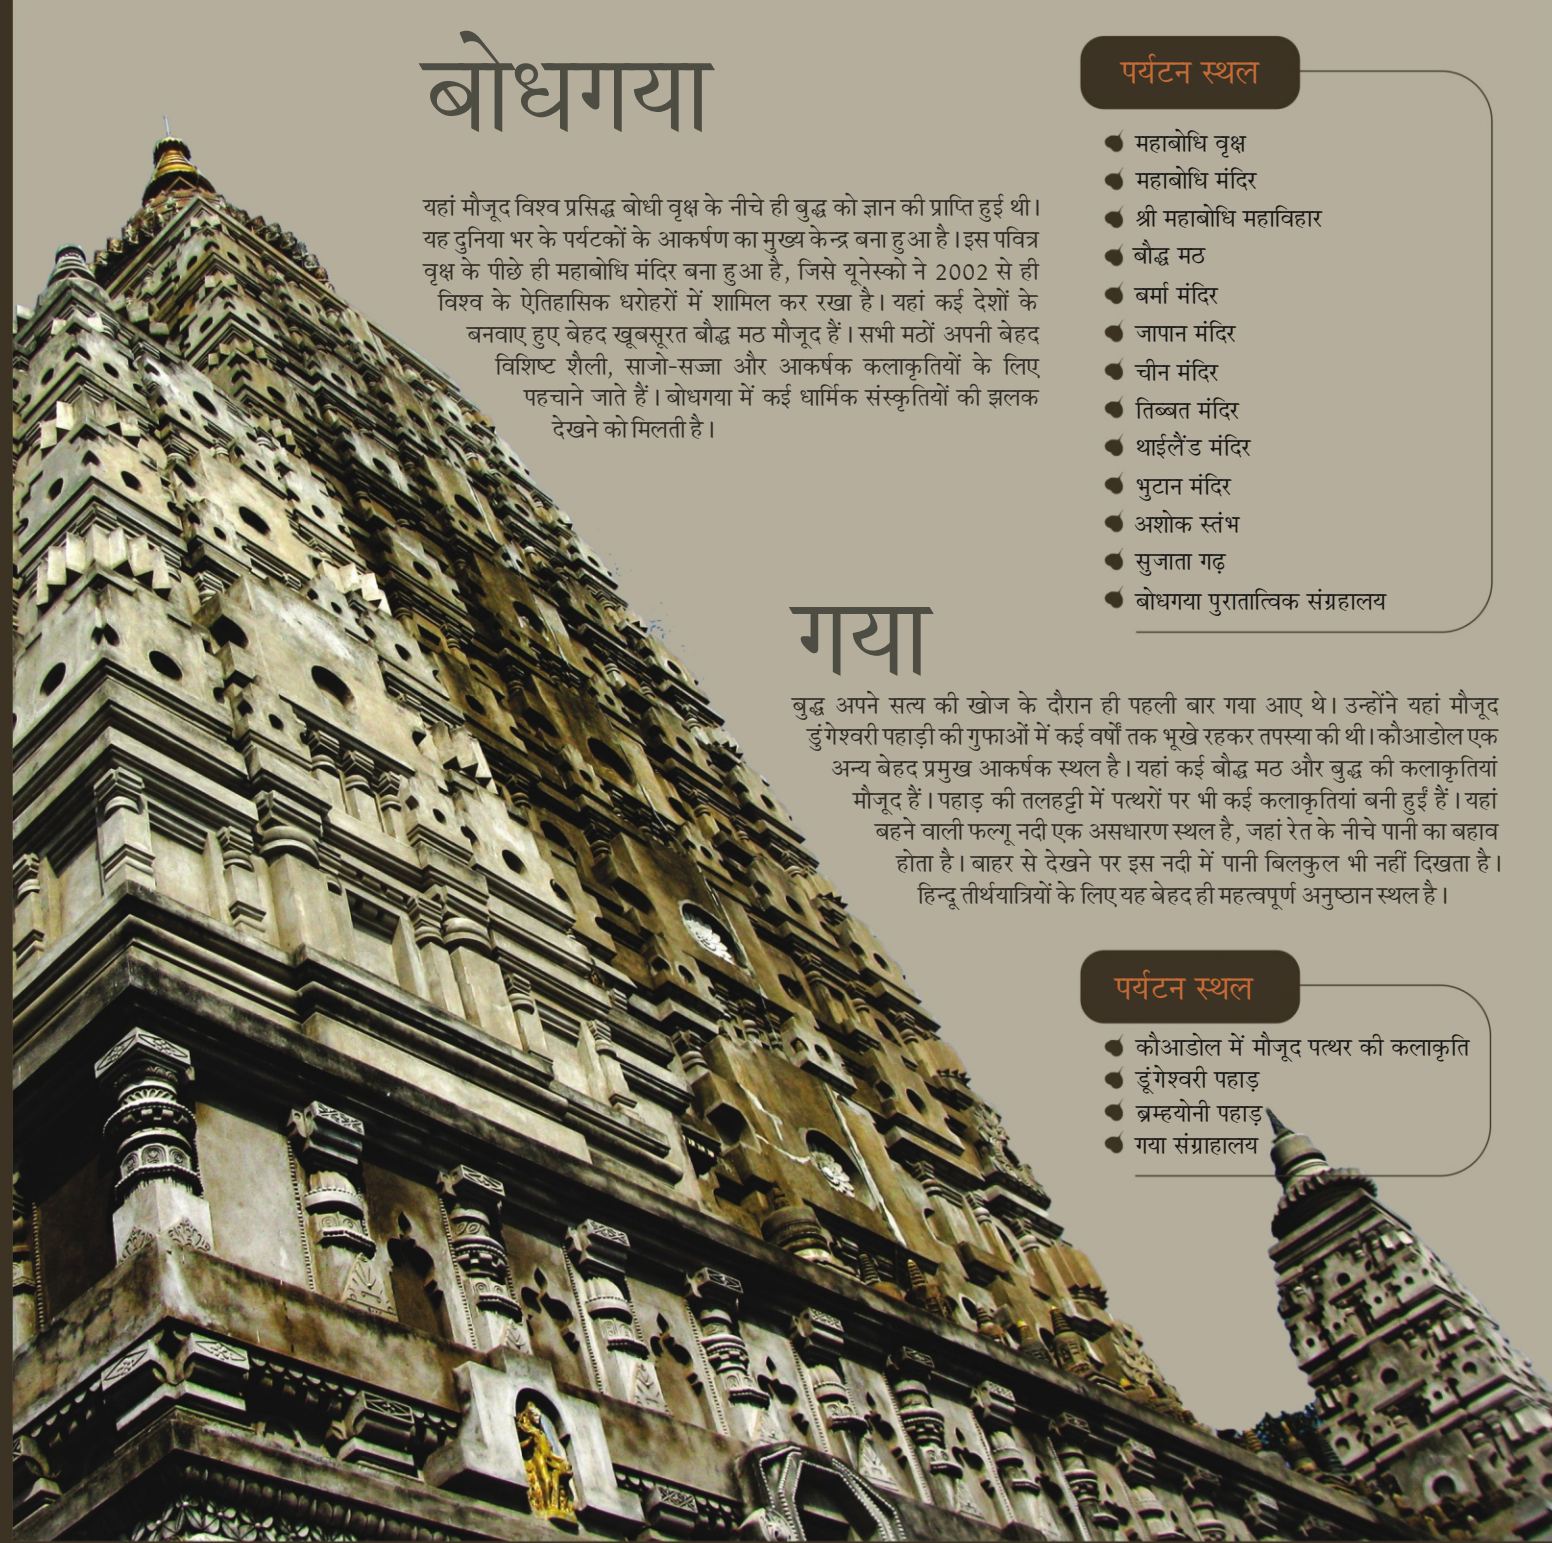 बोधगया
यहां मौजूद विश्व प्रसिद्ध बोधी वृक्ष के नीचे ही बुद्ध को ज्ञान की प्राप्ति हुई थी।
यह दुनिया भर के पर्यटकों के आकर्षण का मुख्य केन्द्र बना हुआ है। इस पवित्र
वृक्ष के पीछे ही महाबोधि मंदिर बना हुआ है, जिसे यूनेस्को ने 2002 से ही
विश्व के ऐतिहासिक धरोहरों में शामिल कर रखा है। यहां कई देशों के
बनवाए हुए बेहद खूबसूरत बौद्ध मठ मौजूद हैं। सभी मठों अपनी बेहद
विशिष्ट शैली, साजो-सज्जा और आकर्षक कलाकृतियों के लिए
पहचाने जाते हैं। बोधगया में कई धार्मिक संस्कृतियों की झलक
देखने को मिलती है।
पर्यटन स्थल
महाबोधि वृक्ष
महाबोधि मंदिर
श्री महाबोधि महाविहार
बौद्ध मठ
बर्मा मंदिर
जापान मंदिर
चीन मंदिर
तिब्बत मंदिर
थाईलैंड मंदिर
भुटान मंदिर
अशोक स्तंभ
सुजाता गढ़
बोधगया पुरातात्विक संग्रहालय
गया
बुद्ध अपने सत्य की खोज के दौरान ही पहली बार गया आए थे। उन्होंने यहां मौजूद
डुंगेश्वरी पहाड़ी की गुफाओं में कई वर्षों तक भूखे रहकर तपस्या की थी। कौआडोल एक
अन्य बेहद प्रमुख आकर्षक स्थल है। यहां कई बौद्ध मठ और बुद्ध की कलाकृतियां
मौजूद हैं। पहाड़ की तलहट्टी में पत्थरों पर भी कई कलाकृतियां बनी हुईं हैं। यहां
बहने वाली फल्गू नदी एक असधारण स्थल है, जहां रेत के नीचे पानी का बहाव
होता है। बाहर से देखने पर इस नदी में पानी बिलकुल भी नहीं दिखता है।
हिन्दू तीर्थयात्रियों के लिए यह बेहद ही महत्वपूर्ण अनुष्ठान स्थल है।
पर्यटन स्थल
कौआडोल में मौजूद पत्थर की कलाकृति
डूंगेश्वरी पहाड़
ब्रम्हयोनी पहाड़
गया संग्राहालय